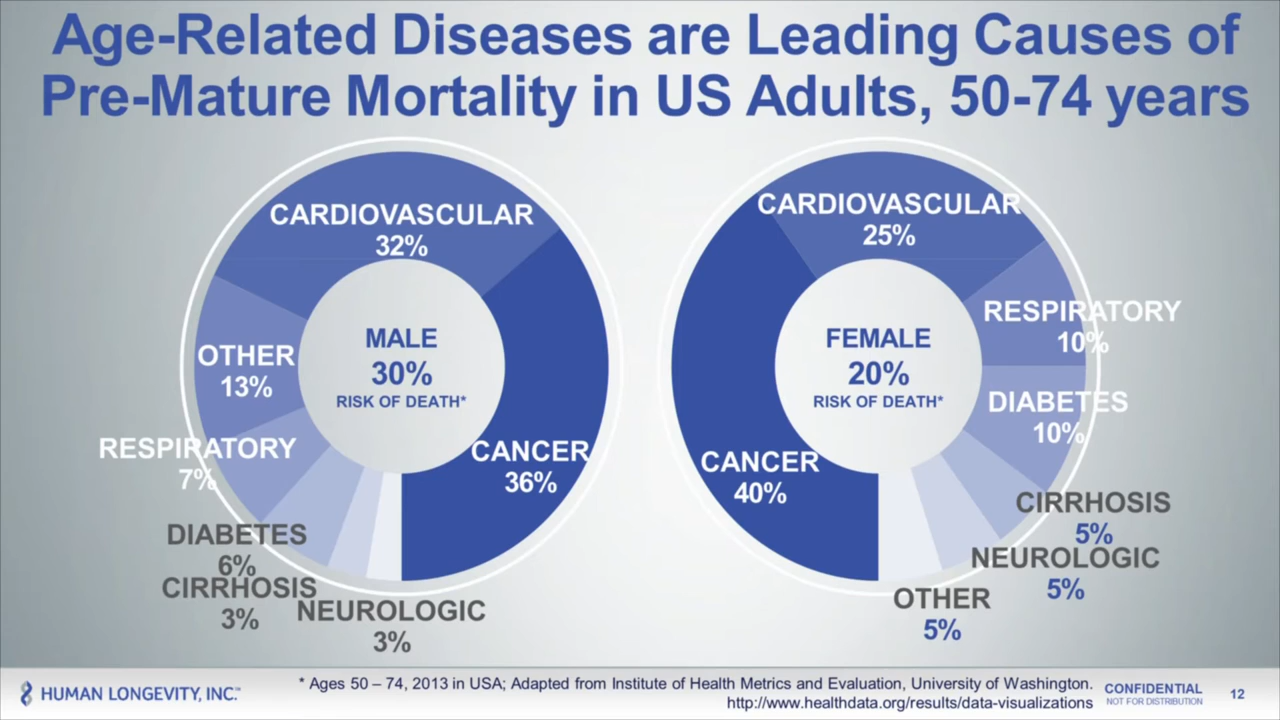 Age-Related Diseases are Leading Causes of
Pre-Mature Mortality in US Adults, 50-74 years
CARDIOVASCULAR
32%
OTHER
13%
MALE
30%
RISK OF DEATH*
RESPIRATORY
7%
CANCER
36%
DIABETES
6%
CIRRHOSIS
3%
NEUROLOGIC
3%
CARDIOVASCULAR
25%
RESPIRATORY
10%
FEMALE
20%
RISK OF DEATH*
DIABETES
10%
CANCER
40%
CIRRHOSIS
5%
NEUROLOGIC
5%
OTHER
5%
HUMAN LONGEVITY, INC.™
* Ages 50 – 74, 2013 in USA; Adapted from Institute of Health Metrics and Evaluation, University of Washington.
http://www.healthdata.org/results/data-visualizations
CONFIDENTIAL
NOT FOR DISTRIBUTION
12